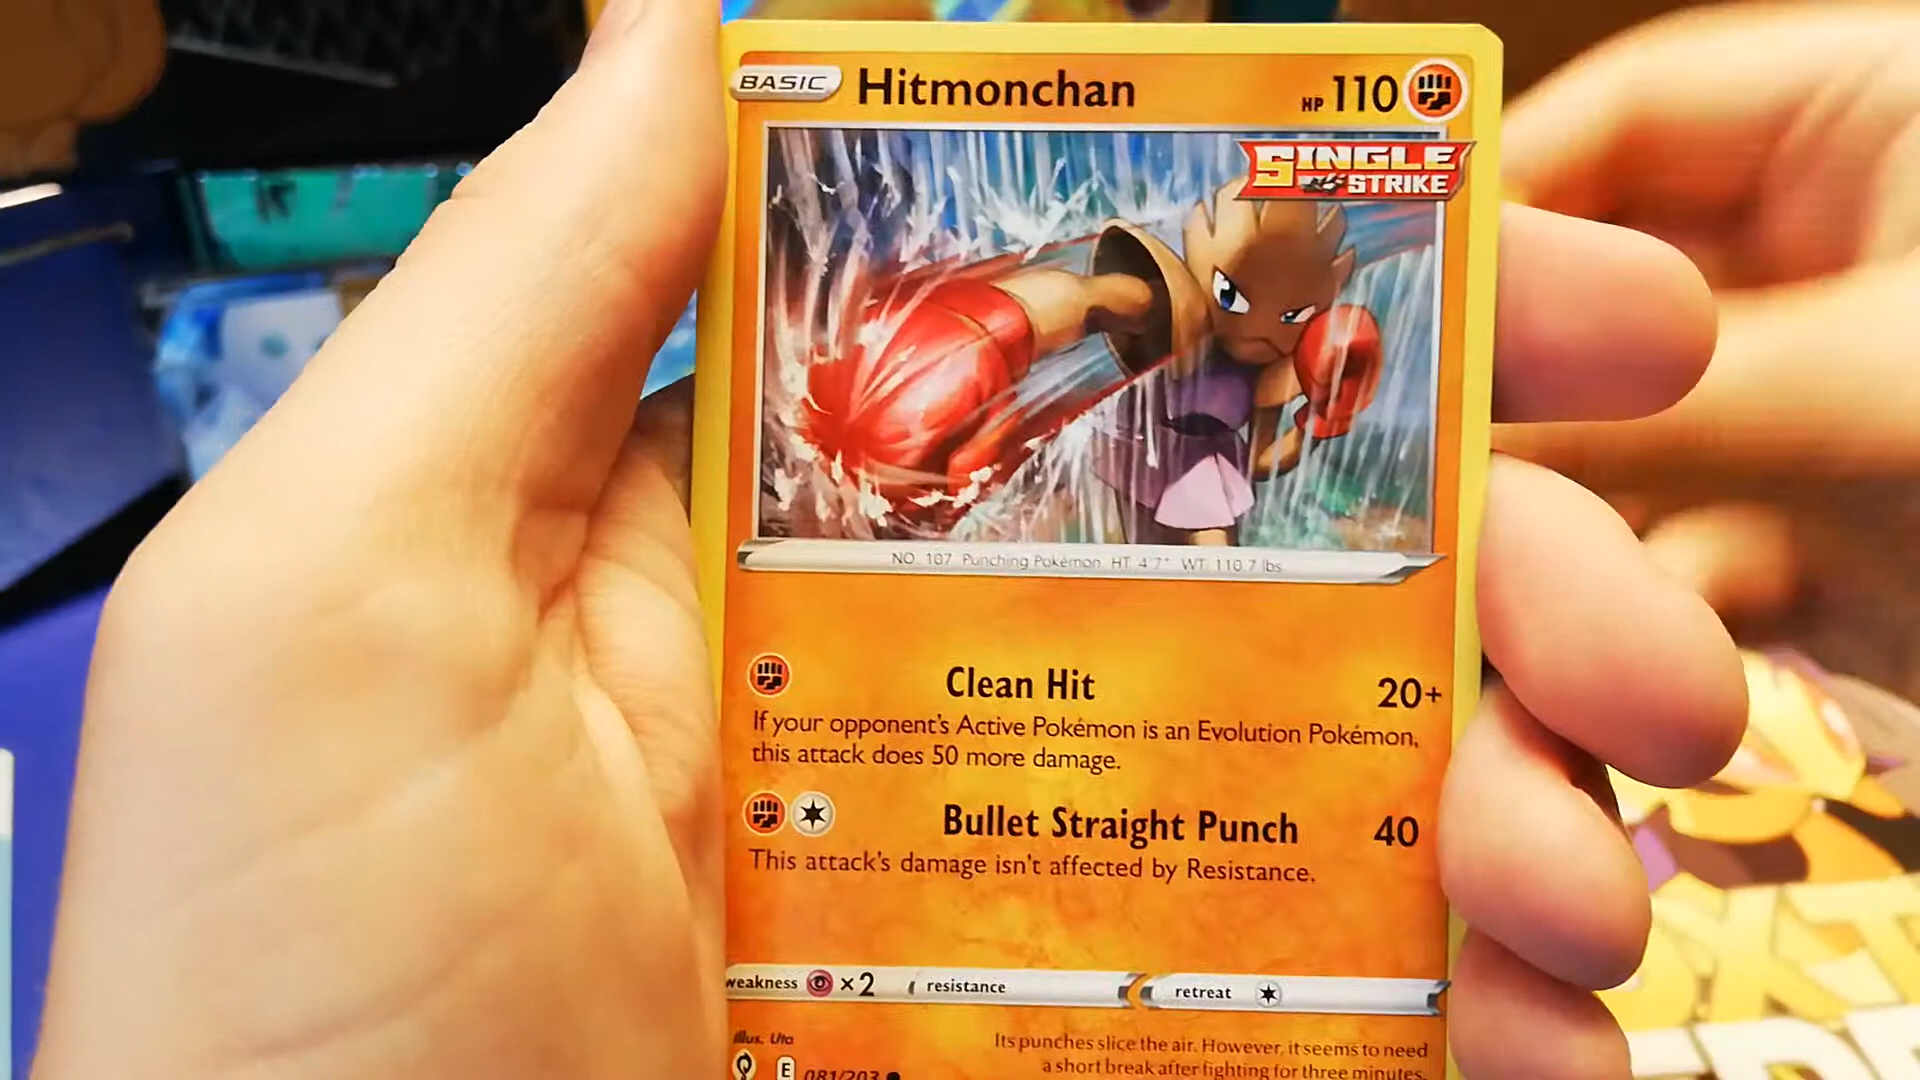 BASIC Hitmonchan HP 110
SINGLE
STRIKE
NO. 107 Punching Pokémon HT 4'7" WT 110.7 lbs
Clean Hit 20+
If your opponent's Active Pokémon is an Evolution Pokémon,
this attack does 50 more damage.
Bullet Straight Punch 40
This attack's damage isn't affected by Resistance.
weakness ×2 resistance retreat
Illus. Uta
Its punches slice the air. However, it seems to need
a short break after fighting for three minutes.
E 081/203